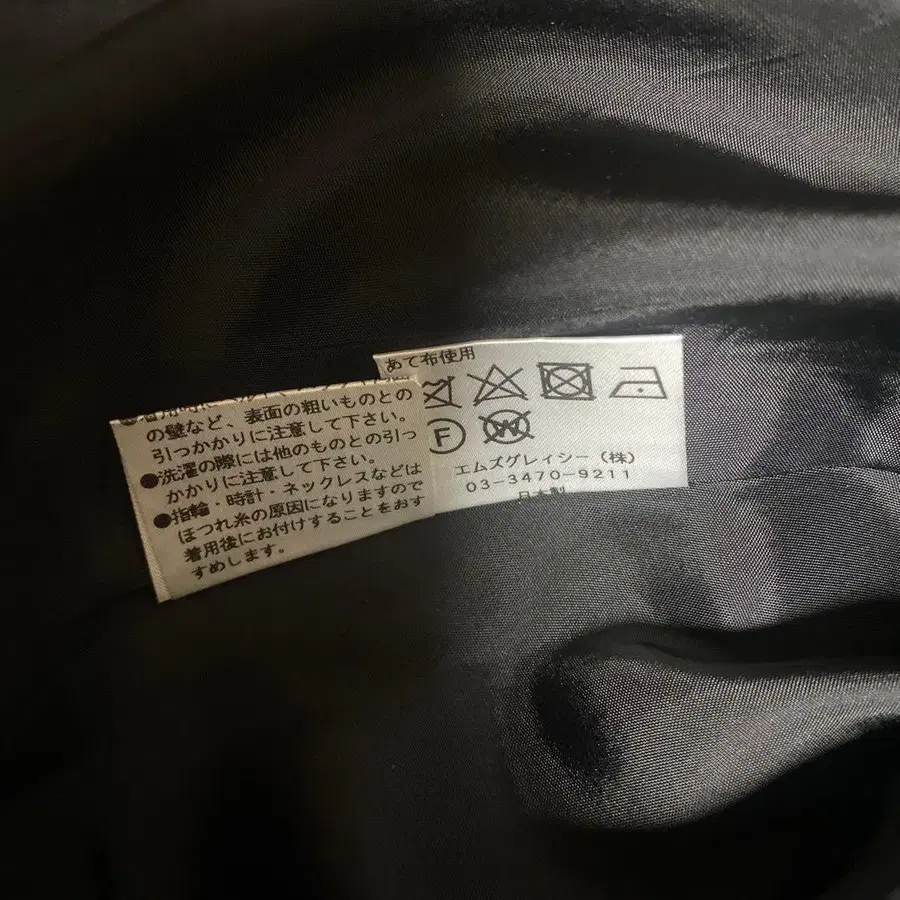 の壁など、表面の粗いものとの
引っかかりに注意して下さい。
●洗濯の際には他のものとの引っ
かかりに注意して下さい。
●指輪・時計・ネックレスなどは
ほつれ糸の原因になりますので
着用後にお付けすることをおす
すめします。
あて布使用
F
W
エムズグレイシー（株）
03-3470-9211
日本製